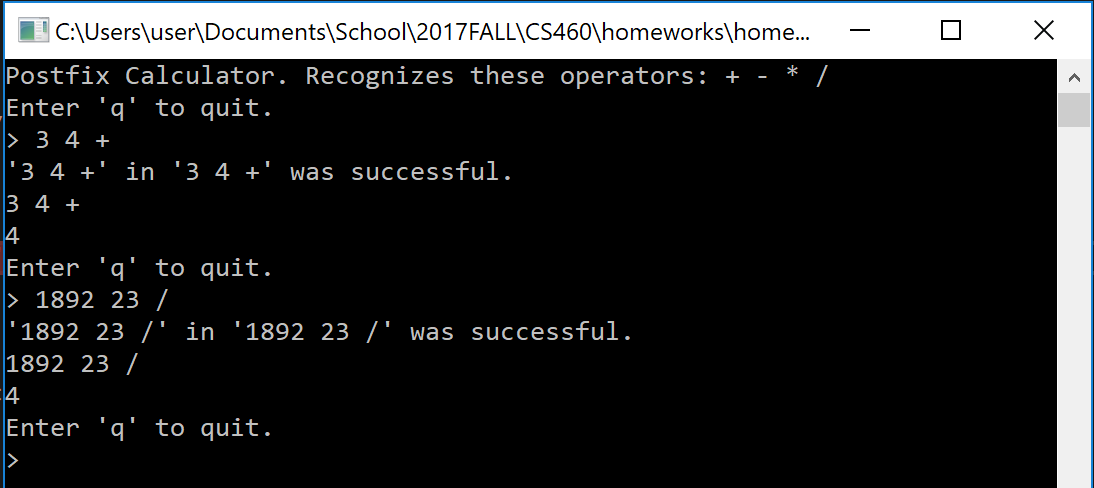 C:\Users\user\Documents\School\2017FALL\CS460\homeworks\home...
Postfix Calculator. Recognizes these operators: + - * /
Enter 'q' to quit.
> 3 4 +
'3 4 +' in '3 4 +' was successful.
3 4 +
4
Enter 'q' to quit.
> 1892 23 /
'1892 23 /' in '1892 23 /' was successful.
1892 23 /
4
Enter 'q' to quit.
>